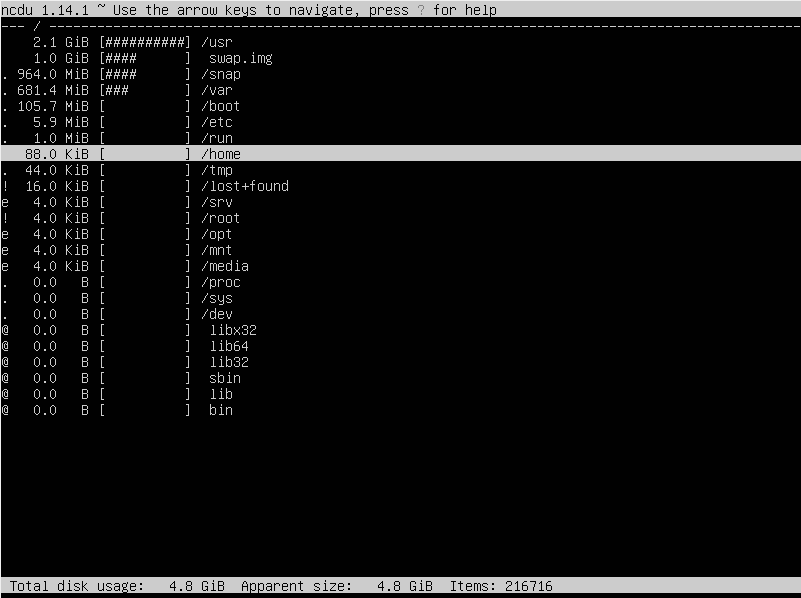 ncdu 1.14.1 ~ Use the arrow keys to navigate, press ? for help
--- / ----------------------------------------------------------------------------------------------
    2.1 GiB [##########] /usr
    1.0 GiB [####      ]  swap.img
. 964.0 MiB [####      ] /snap
. 681.4 MiB [###       ] /var
. 105.7 MiB [          ] /boot
.   5.9 MiB [          ] /etc
.   1.0 MiB [          ] /run
   88.0 KiB [          ] /home
.  44.0 KiB [          ] /tmp
!  16.0 KiB [          ] /lost+found
e   4.0 KiB [          ] /srv
!   4.0 KiB [          ] /root
e   4.0 KiB [          ] /opt
e   4.0 KiB [          ] /mnt
e   4.0 KiB [          ] /media
.   0.0   B [          ] /proc
.   0.0   B [          ] /sys
.   0.0   B [          ] /dev
@   0.0   B [          ]  libx32
@   0.0   B [          ]  lib64
@   0.0   B [          ]  lib32
@   0.0   B [          ]  sbin
@   0.0   B [          ]  lib
@   0.0   B [          ]  bin
 Total disk usage:   4.8 GiB  Apparent size:   4.8 GiB  Items: 216716